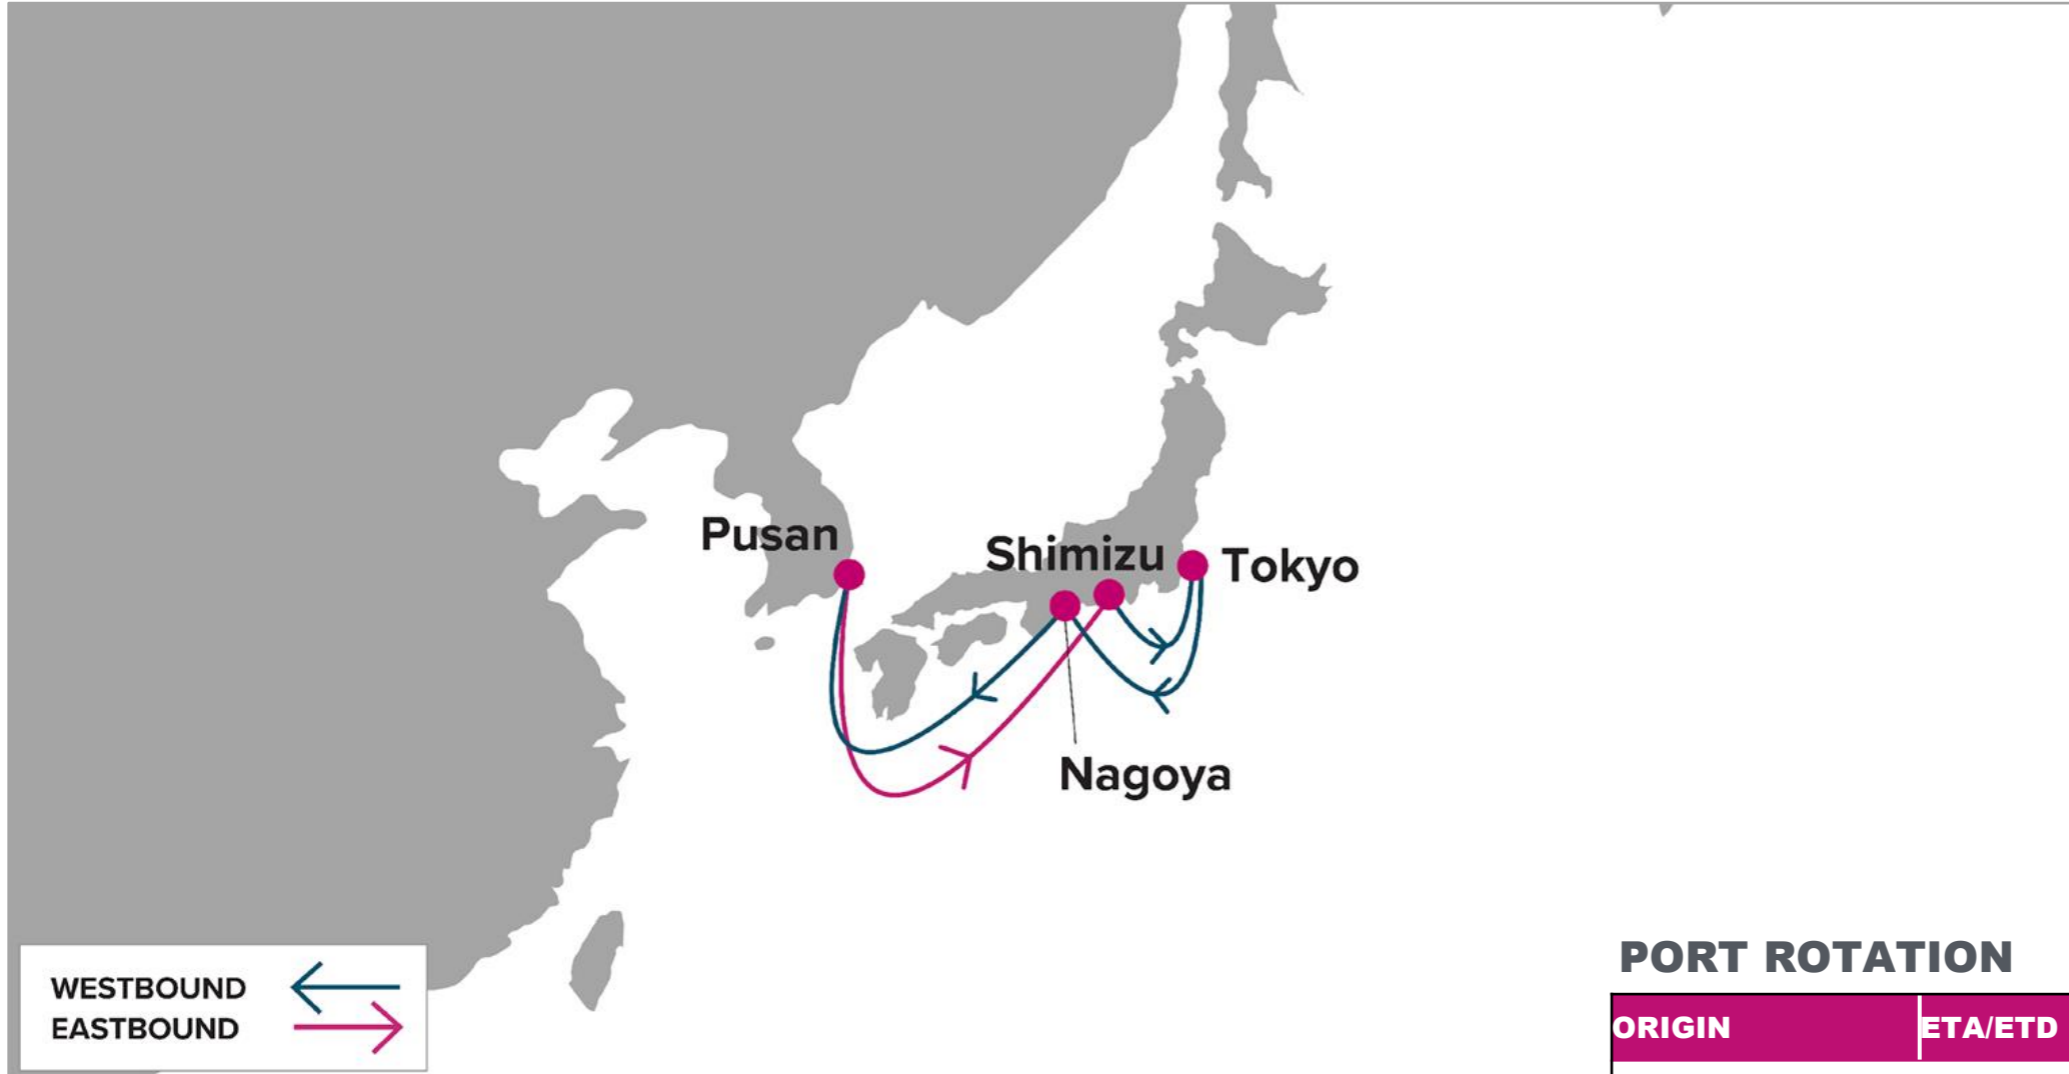 Pusan
Shimizu
Tokyo
Nagoya
WESTBOUND
EASTBOUND
PORT ROTATION
ORIGIN ETA/ETD